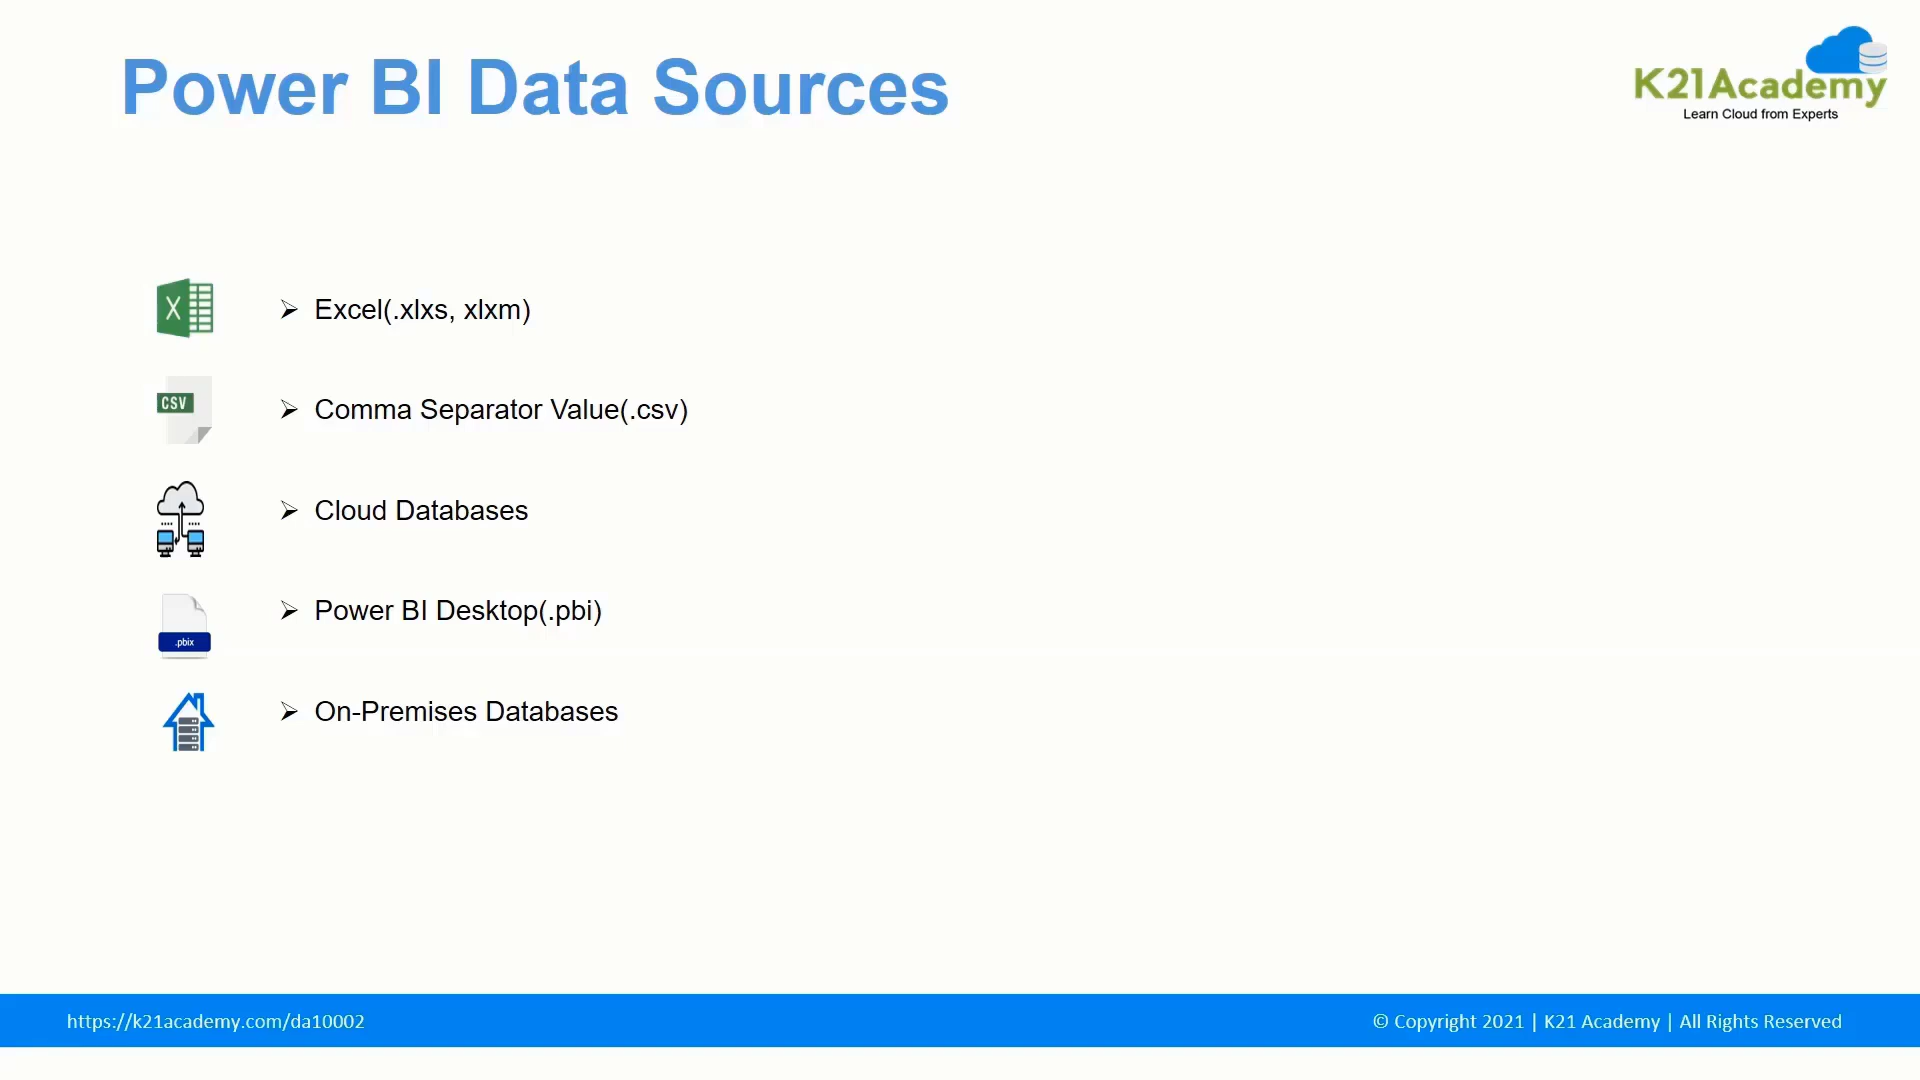 Power BI Data Sources
K21Academy
Learn Cloud from Experts
X
➢ Excel(.xlxs, xlxm)
CSV
➢ Comma Separator Value(.csv)
➢ Cloud Databases
➢ Power BI Desktop(.pbi)
.pbix
➢ On-Premises Databases
https://k21academy.com/da10002
© Copyright 2021 | K21 Academy | All Rights Reserved